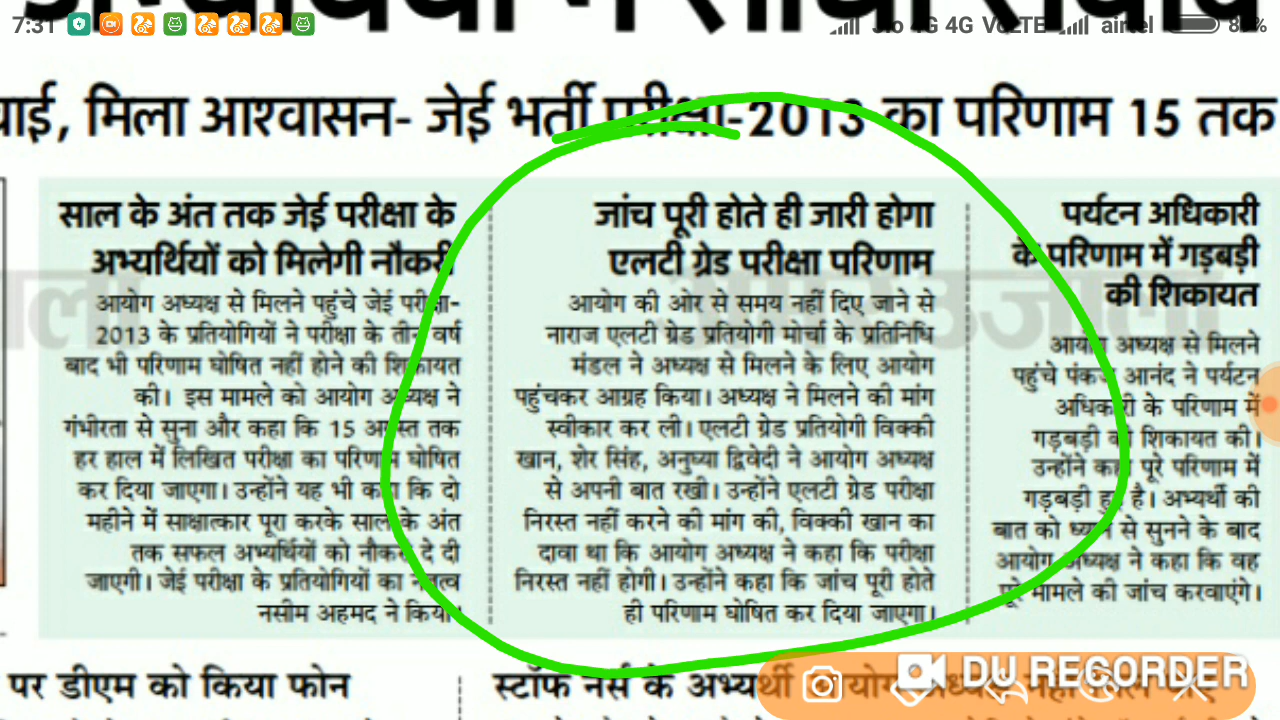 7:31
4G 4G VoLTE airtel
मिला आश्वासन- जेई भर्ती परीक्षा-2013 का परिणाम 15 तक
साल के अंत तक जेई परीक्षा के
अभ्यर्थियों को मिलेगी नौकरी
आयोग अध्यक्ष से मिलने पहुंचे जेई परीक्षा-
2013 के प्रतियोगियों ने परीक्षा के तीन वर्ष
बाद भी परिणाम घोषित नहीं होने की शिकायत
की। इस मामले को आयोग अध्यक्ष ने
गंभीरता से सुना और कहा कि 15 अगस्त तक
हर हाल में लिखित परीक्षा का परिणाम घोषित
कर दिया जाएगा। उन्होंने यह भी कहा कि दो
महीने में साक्षात्कार पूरा करके साल के अंत
तक सफल अभ्यर्थियों को नौकरी दे दी
जाएगी। जेई परीक्षा के प्रतियोगियों का नेतृत्व
नसीम अहमद ने किया।
जांच पूरी होते ही जारी होगा
एलटी ग्रेड परीक्षा परिणाम
आयोग की ओर से समय नहीं दिए जाने से
नाराज एलटी ग्रेड प्रतियोगी मोर्चा के प्रतिनिधि
मंडल ने अध्यक्ष से मिलने के लिए आयोग
पहुंचकर आग्रह किया। अध्यक्ष ने मिलने की मांग
स्वीकार कर ली। एलटी ग्रेड प्रतियोगी विक्की
खान, शेर सिंह, अनुध्या द्विवेदी ने आयोग अध्यक्ष
से अपनी बात रखी। उन्होंने एलटी ग्रेड परीक्षा
निरस्त नहीं करने की मांग की, विक्की खान का
दावा था कि आयोग अध्यक्ष ने कहा कि परीक्षा
निरस्त नहीं होगी। उन्होंने कहा कि जांच पूरी होते
ही परिणाम घोषित कर दिया जाएगा।
पर्यटन अधिकारी
के परिणाम में गड़बड़ी
की शिकायत
आयोग अध्यक्ष से मिलने
पहुंचे पंकज आनंद ने पर्यटन
अधिकारी के परिणाम में
गड़बड़ी की शिकायत की।
उन्होंने कहा पूरे परिणाम में
गड़बड़ी हुई है। अभ्यर्थी की
बात को ध्यान से सुनने के बाद
आयोग अध्यक्ष ने कहा कि वह
पूरे मामले की जांच करवाएंगे।
पर डीएम को किया फोन
स्टॉफ नर्स के अभ्यर्थी
DU RECORDER